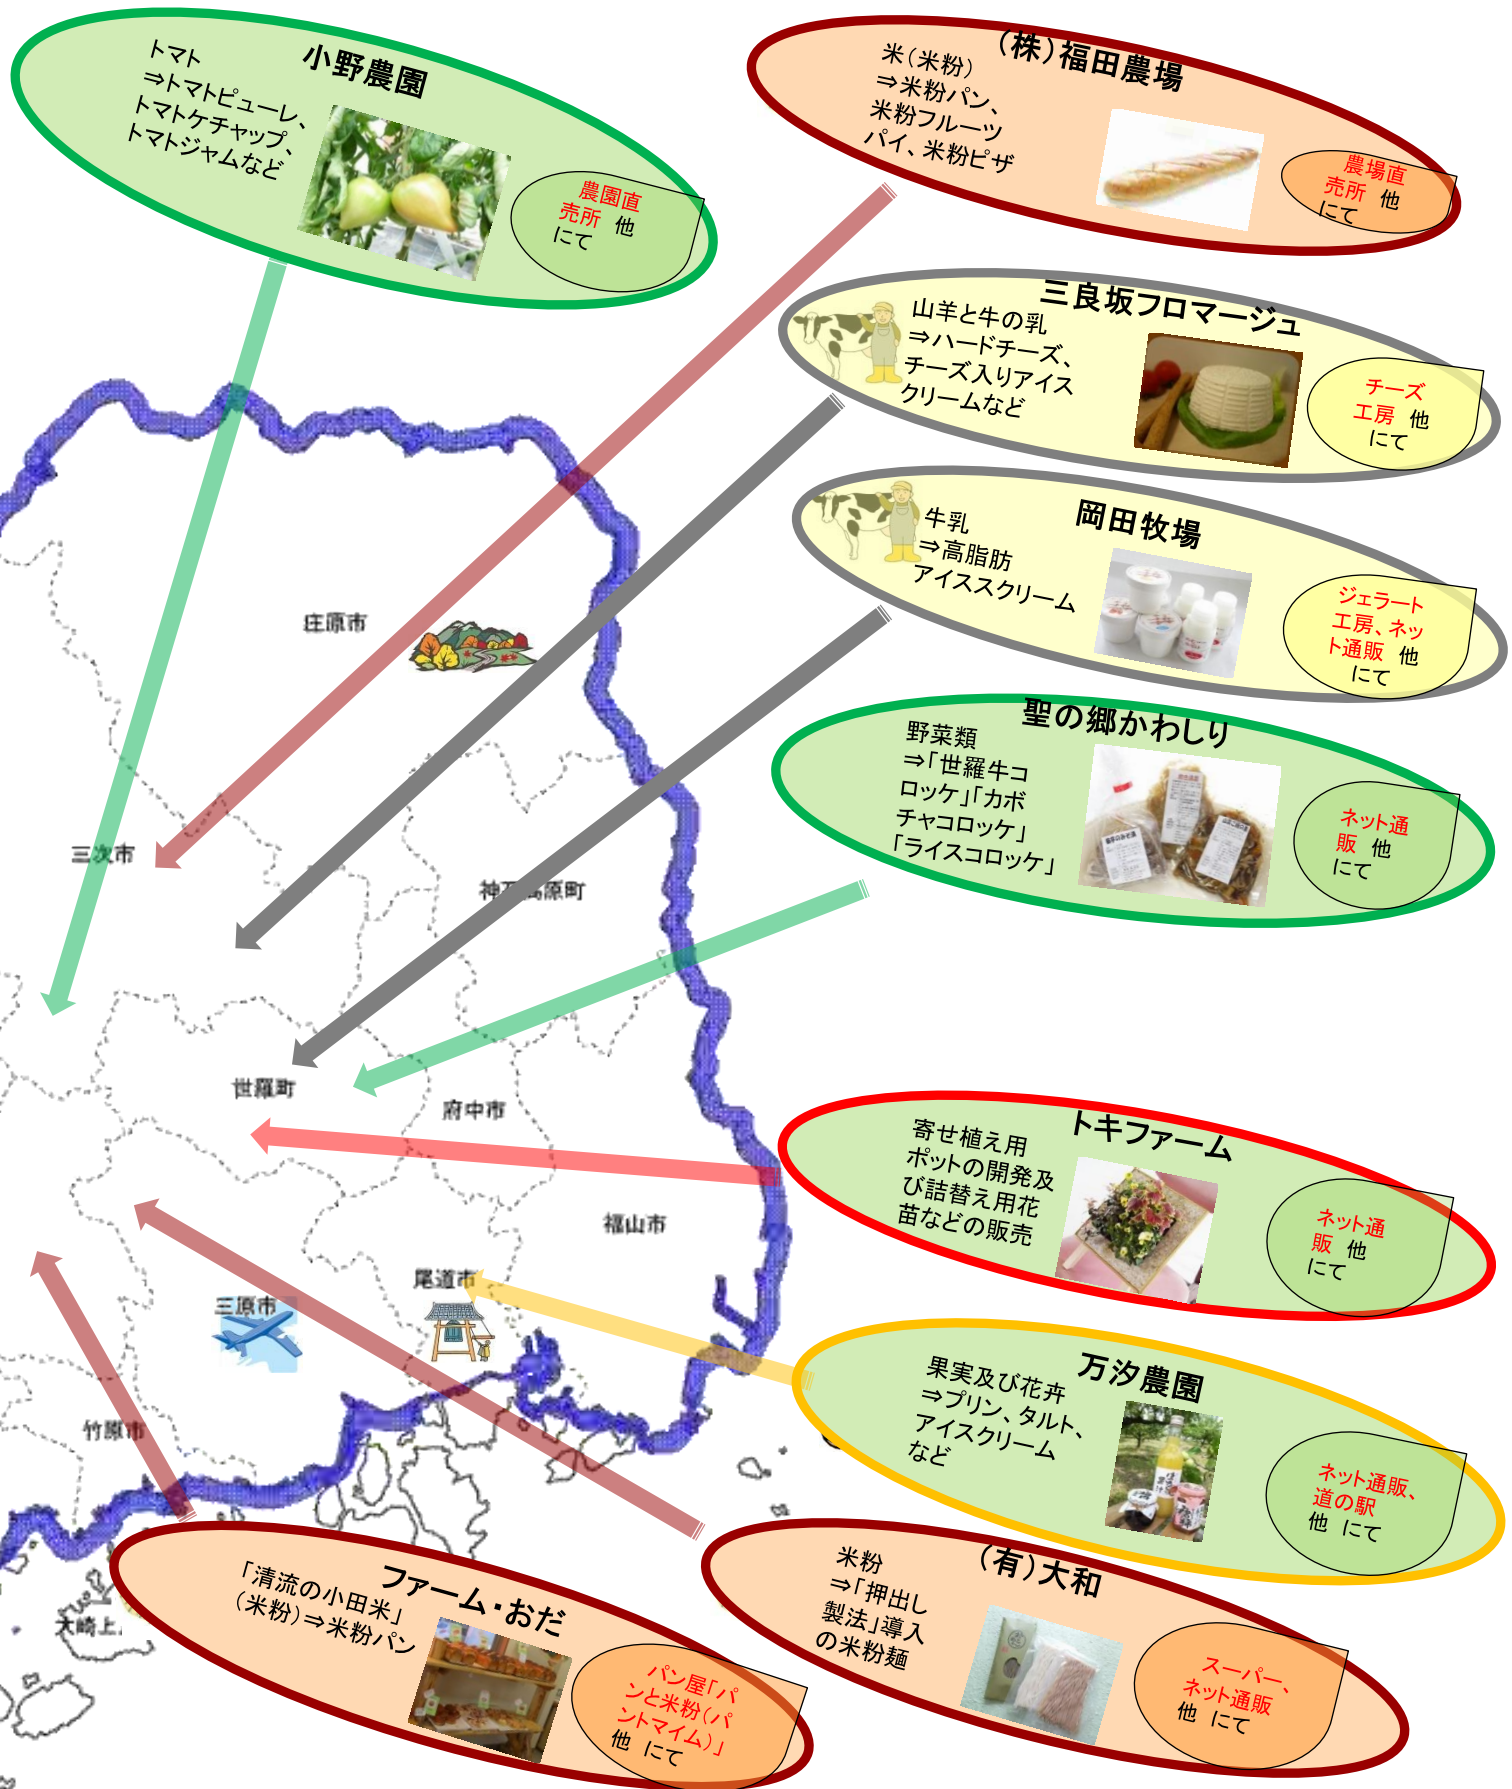 小野農園
トマト
⇒トマトピューレ、
トマトケチャップ、
トマトジャムなど
農園直
売所 他
にて
(株)福田農場
米(米粉)
⇒米粉パン、
米粉フルーツ
パイ、米粉ピザ
農場直
売所 他
にて
三良坂フロマージュ
山羊と牛の乳
⇒ハードチーズ、
チーズ入りアイス
クリームなど
チーズ
工房 他
にて
岡田牧場
牛乳
⇒高脂肪
アイススクリーム
ジェラート
工房、ネッ
ト通販 他
にて
聖の郷かわしり
野菜類
⇒「世羅牛コ
ロッケ」「カボ
チャコロッケ」
「ライスコロッケ」
ネット通
販 他
にて
庄原市
三次市
神石高原町
世羅町
府中市
福山市
尾道市
三原市
竹原市
大崎上
トキファーム
寄せ植え用
ポットの開発及
び詰替え用花
苗などの販売
ネット通
販 他
にて
万汐農園
果実及び花卉
⇒プリン、タルト、
アイスクリーム
など
ネット通販、
道の駅
他 にて
ファーム・おだ
「清流の小田米」
(米粉)⇒米粉パン
パン屋「パ
ンと米粉(パ
ントマイム)」
他 にて
(有)大和
米粉
⇒「押出し
製法」導入
の米粉麺
スーパー、
ネット通販
他 にて